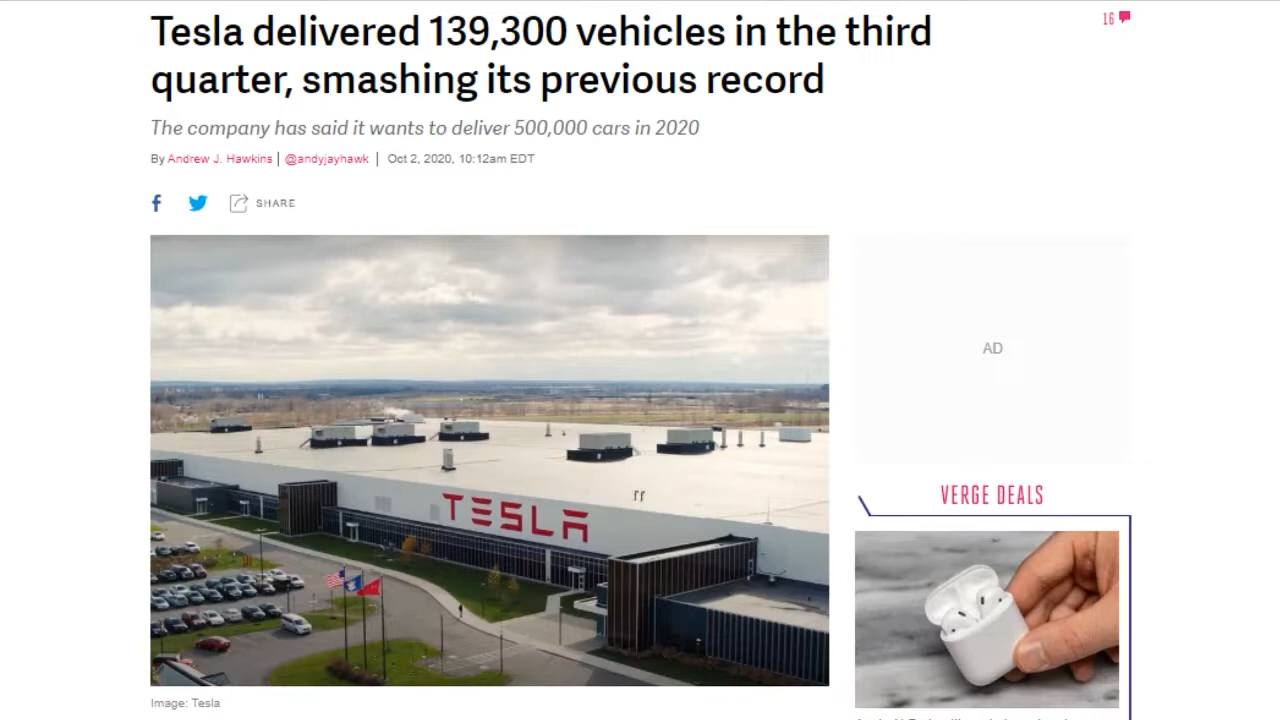 Tesla delivered 139,300 vehicles in the third
quarter, smashing its previous record
16
The company has said it wants to deliver 500,000 cars in 2020
By Andrew J. Hawkins | @andyjayhawk | Oct 2, 2020, 10:12am EDT
SHARE
AD
VERGE DEALS
TESLA
Image: Tesla